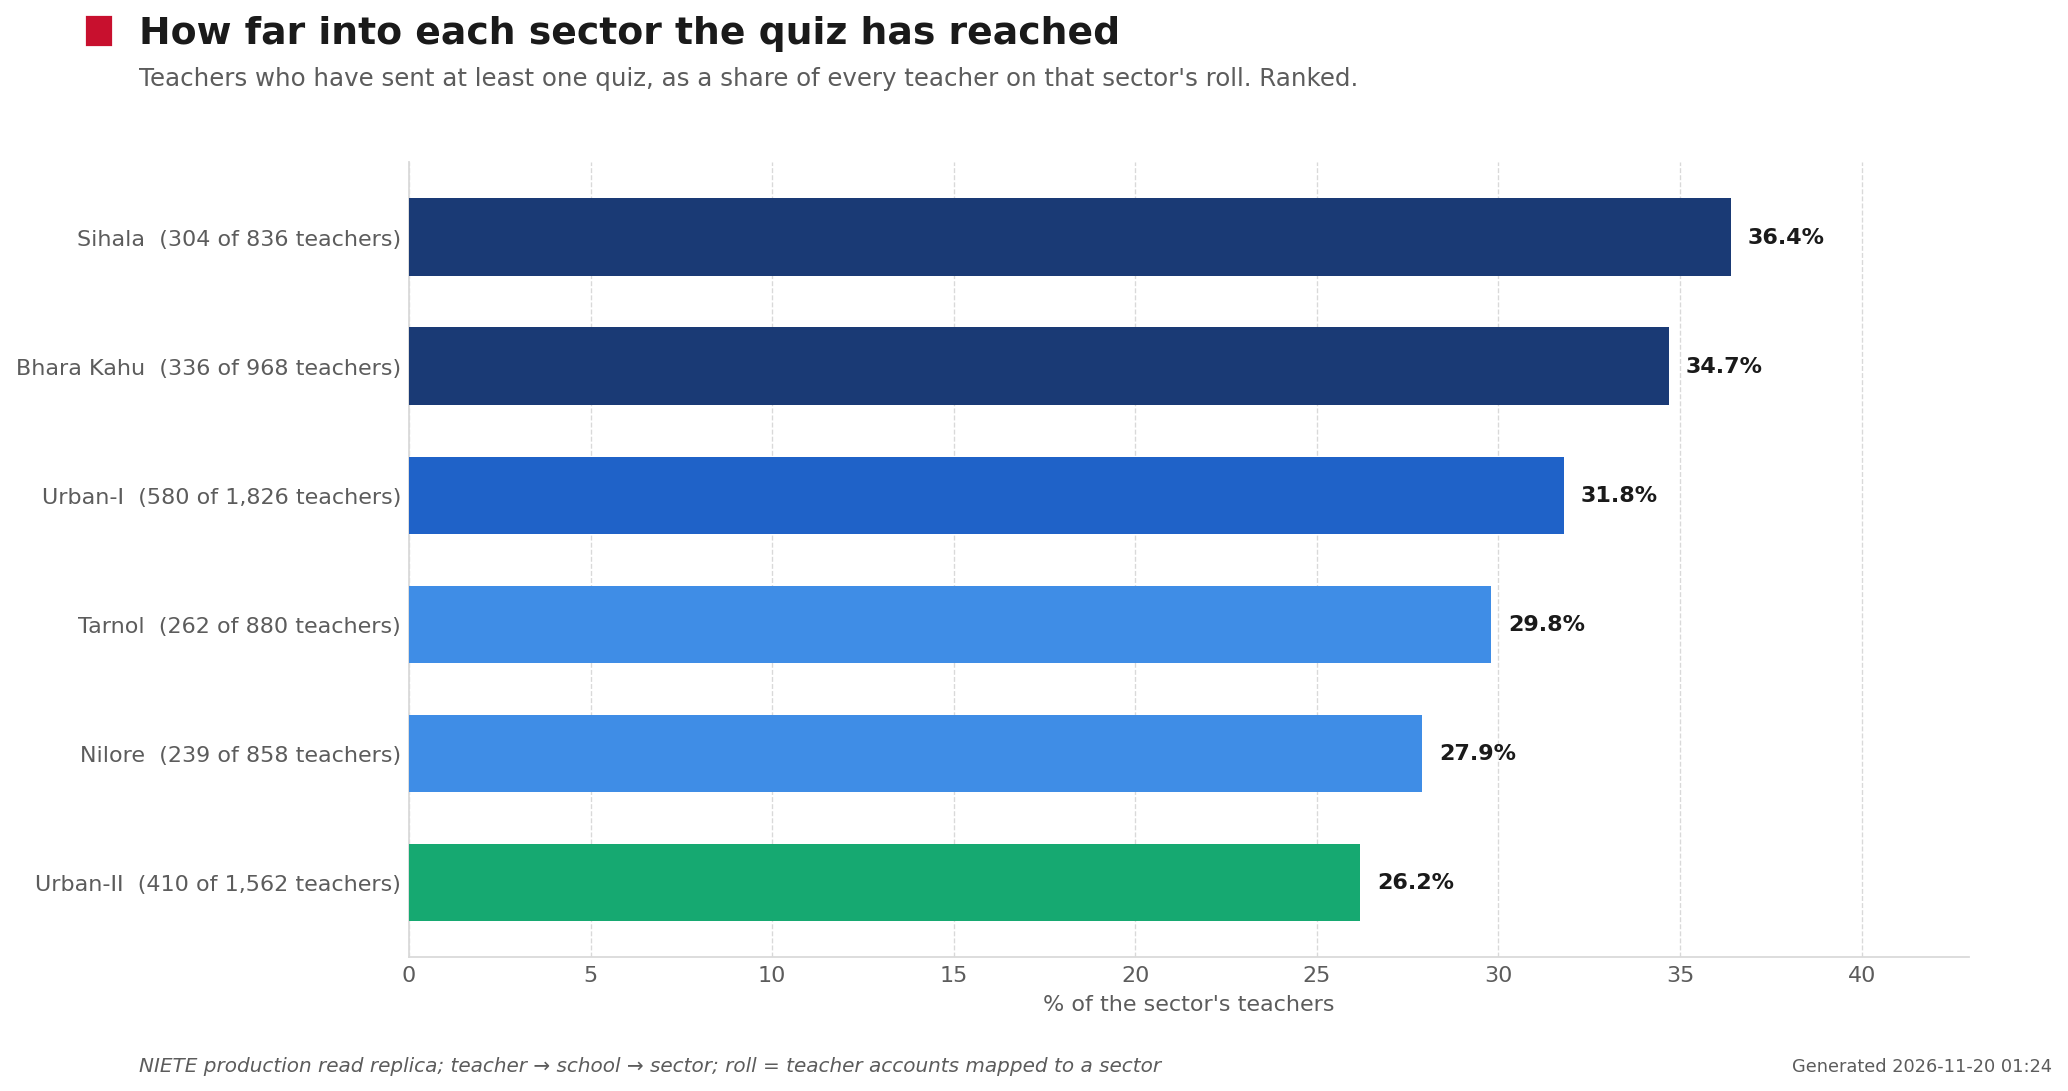 How far into each sector the quiz has reached
Teachers who have sent at least one quiz, as a share of every teacher on that sector's roll. Ranked.
Sihala (304 of 836 teachers) 36.4%
Bhara Kahu (336 of 968 teachers) 34.7%
Urban-I (580 of 1,826 teachers) 31.8%
Tarnol (262 of 880 teachers) 29.8%
Nilore (239 of 858 teachers) 27.9%
Urban-II (410 of 1,562 teachers) 26.2%
0 5 10 15 20 25 30 35 40
% of the sector's teachers
NIETE production read replica; teacher → school → sector; roll = teacher accounts mapped to a sector
Generated 2026-11-20 01:24